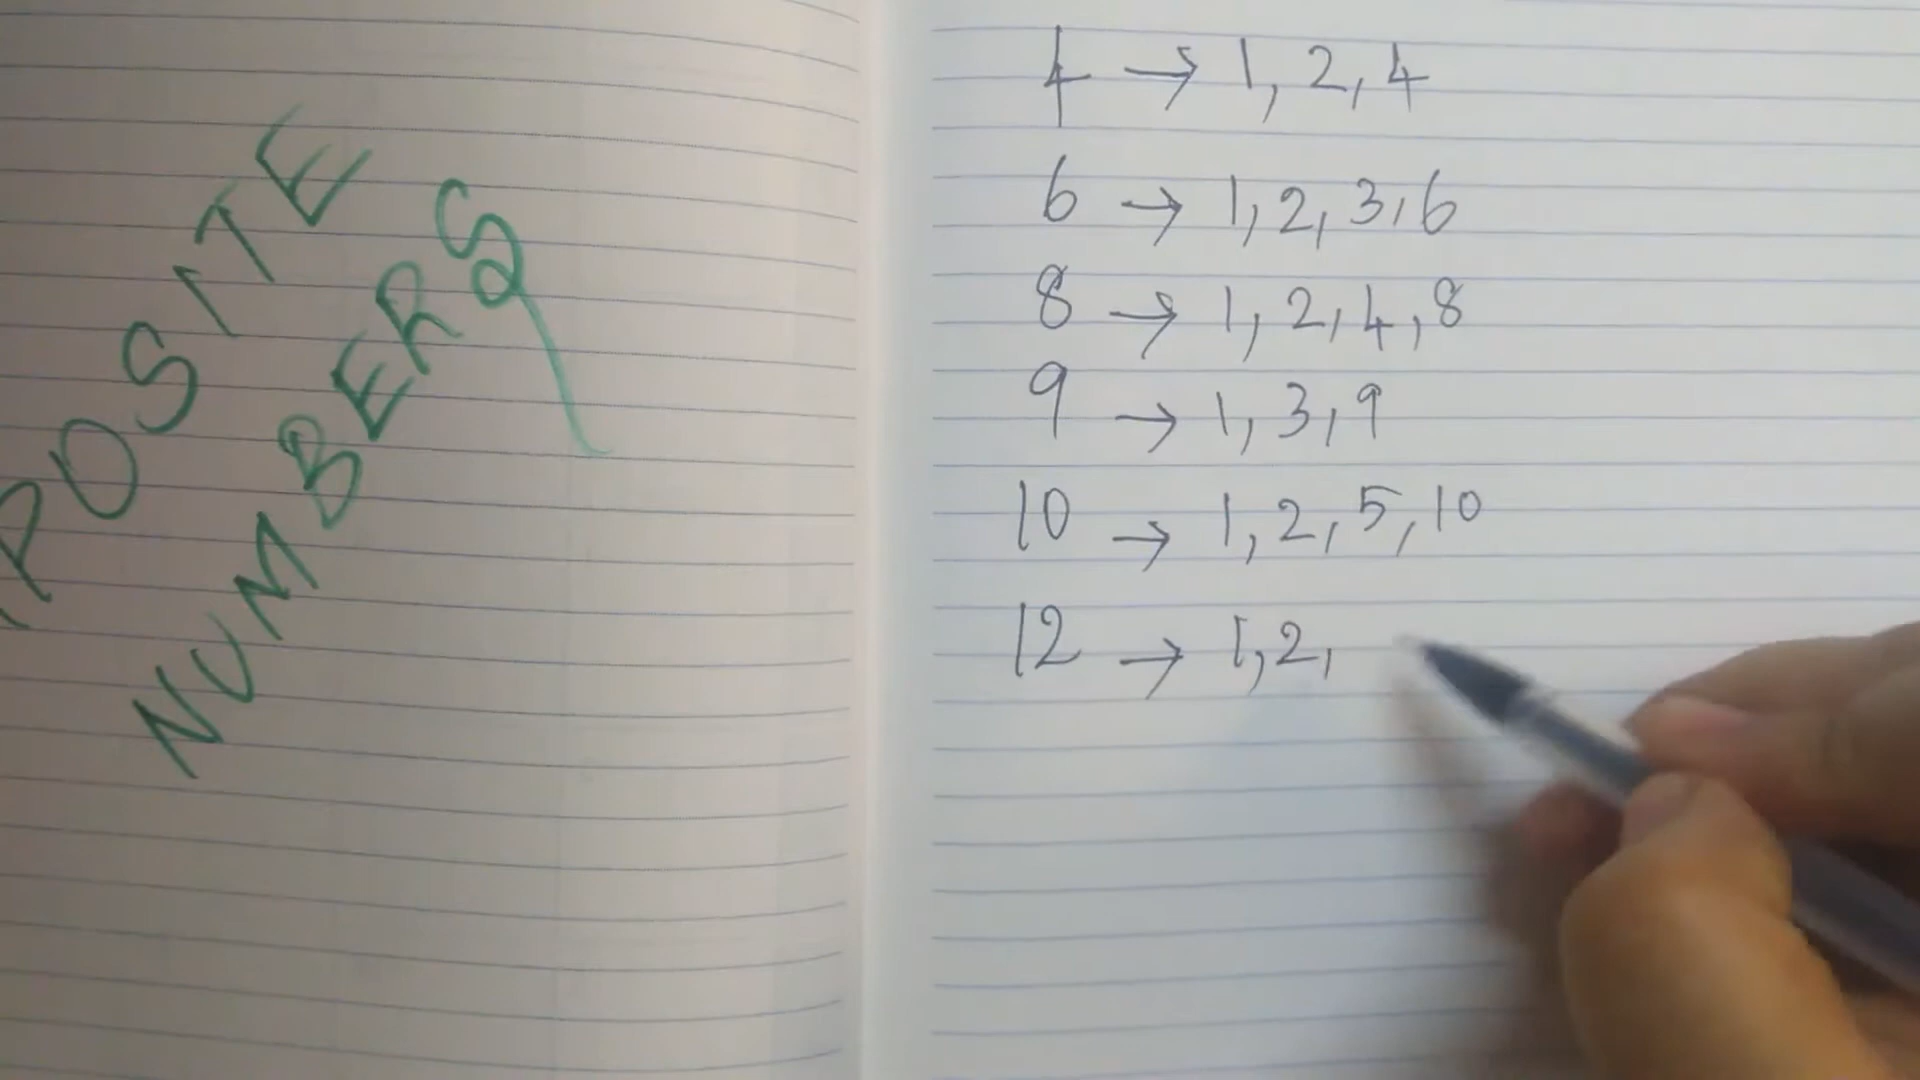 POSITE
NUMBERS
4 → 1, 2, 4
6 → 1, 2, 3, 6
8 → 1, 2, 4, 8
9 → 1, 3, 9
10 → 1, 2, 5, 10
12 → 1, 2,